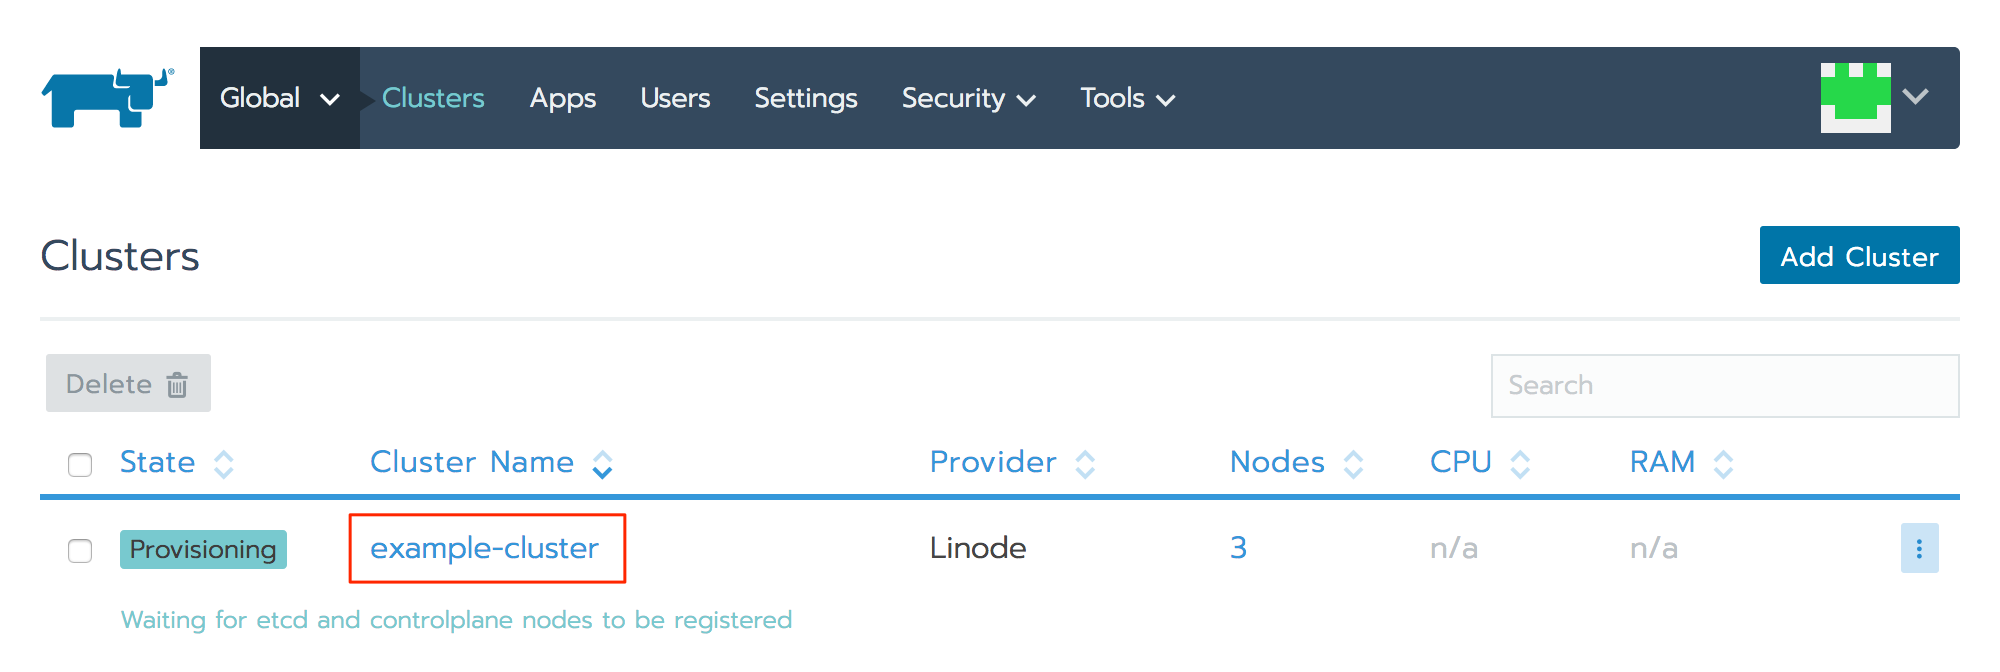 Global Clusters Apps Users Settings Security Tools
Clusters
Add Cluster
Delete
Search
State Cluster Name Provider Nodes CPU RAM
Provisioning example-cluster Linode 3 n/a n/a
Waiting for etcd and controlplane nodes to be registered